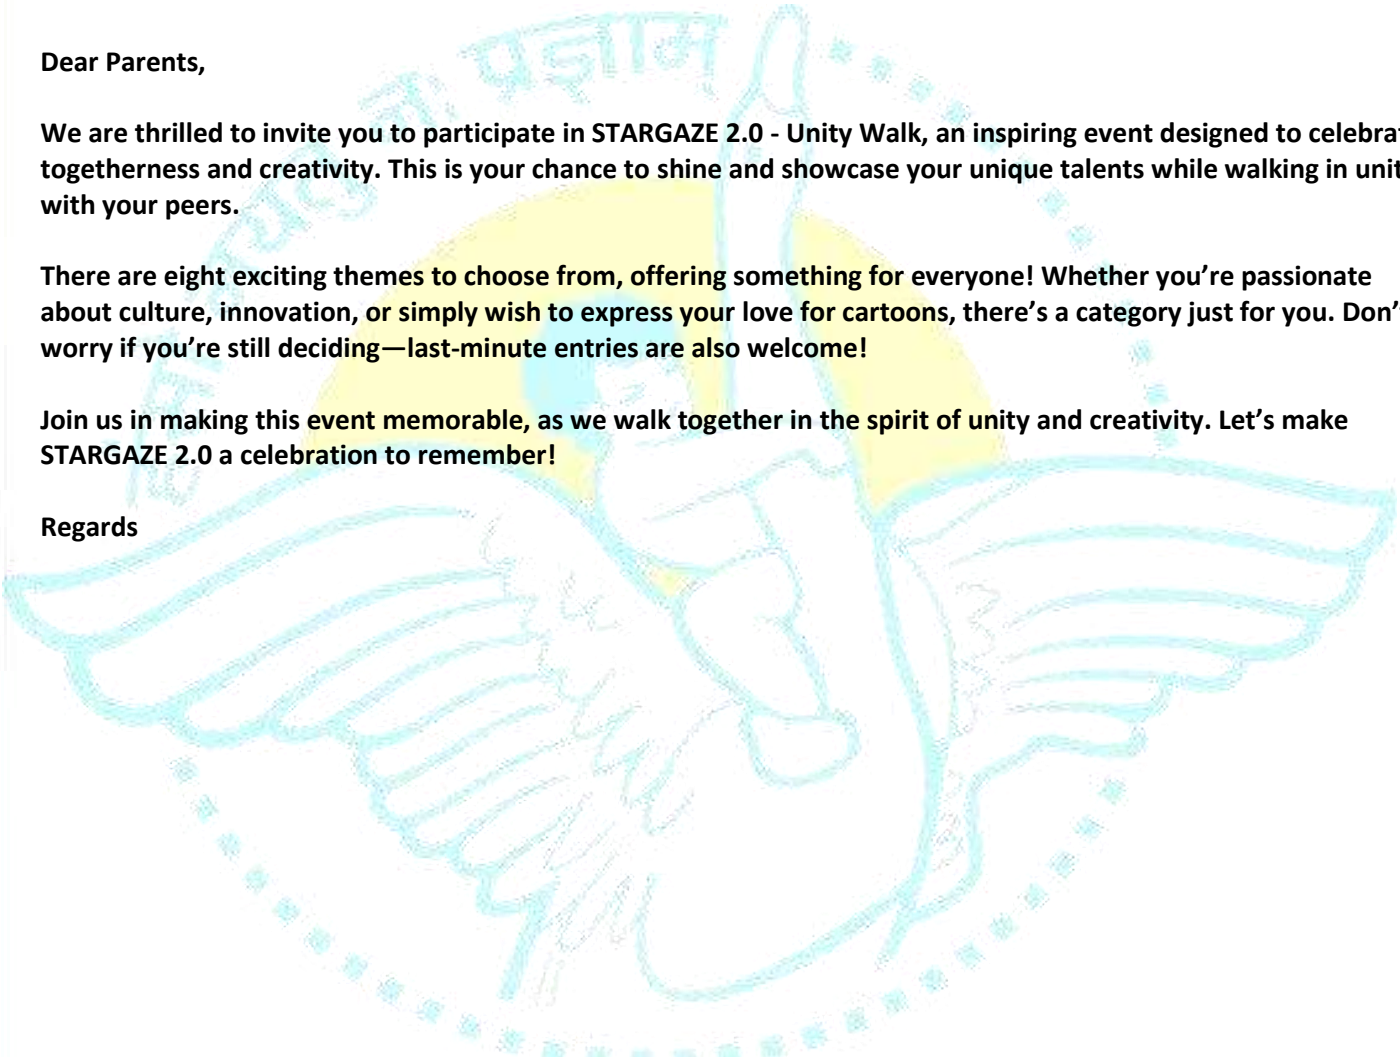 हंसा नयतु नो पड़ाम
Dear Parents,
We are thrilled to invite you to participate in STARGAZE 2.0 - Unity Walk, an inspiring event designed to celebrat
togetherness and creativity. This is your chance to shine and showcase your unique talents while walking in unit
with your peers.
There are eight exciting themes to choose from, offering something for everyone! Whether you’re passionate
about culture, innovation, or simply wish to express your love for cartoons, there’s a category just for you. Don’
worry if you’re still deciding—last-minute entries are also welcome!
Join us in making this event memorable, as we walk together in the spirit of unity and creativity. Let’s make
STARGAZE 2.0 a celebration to remember!
Regards